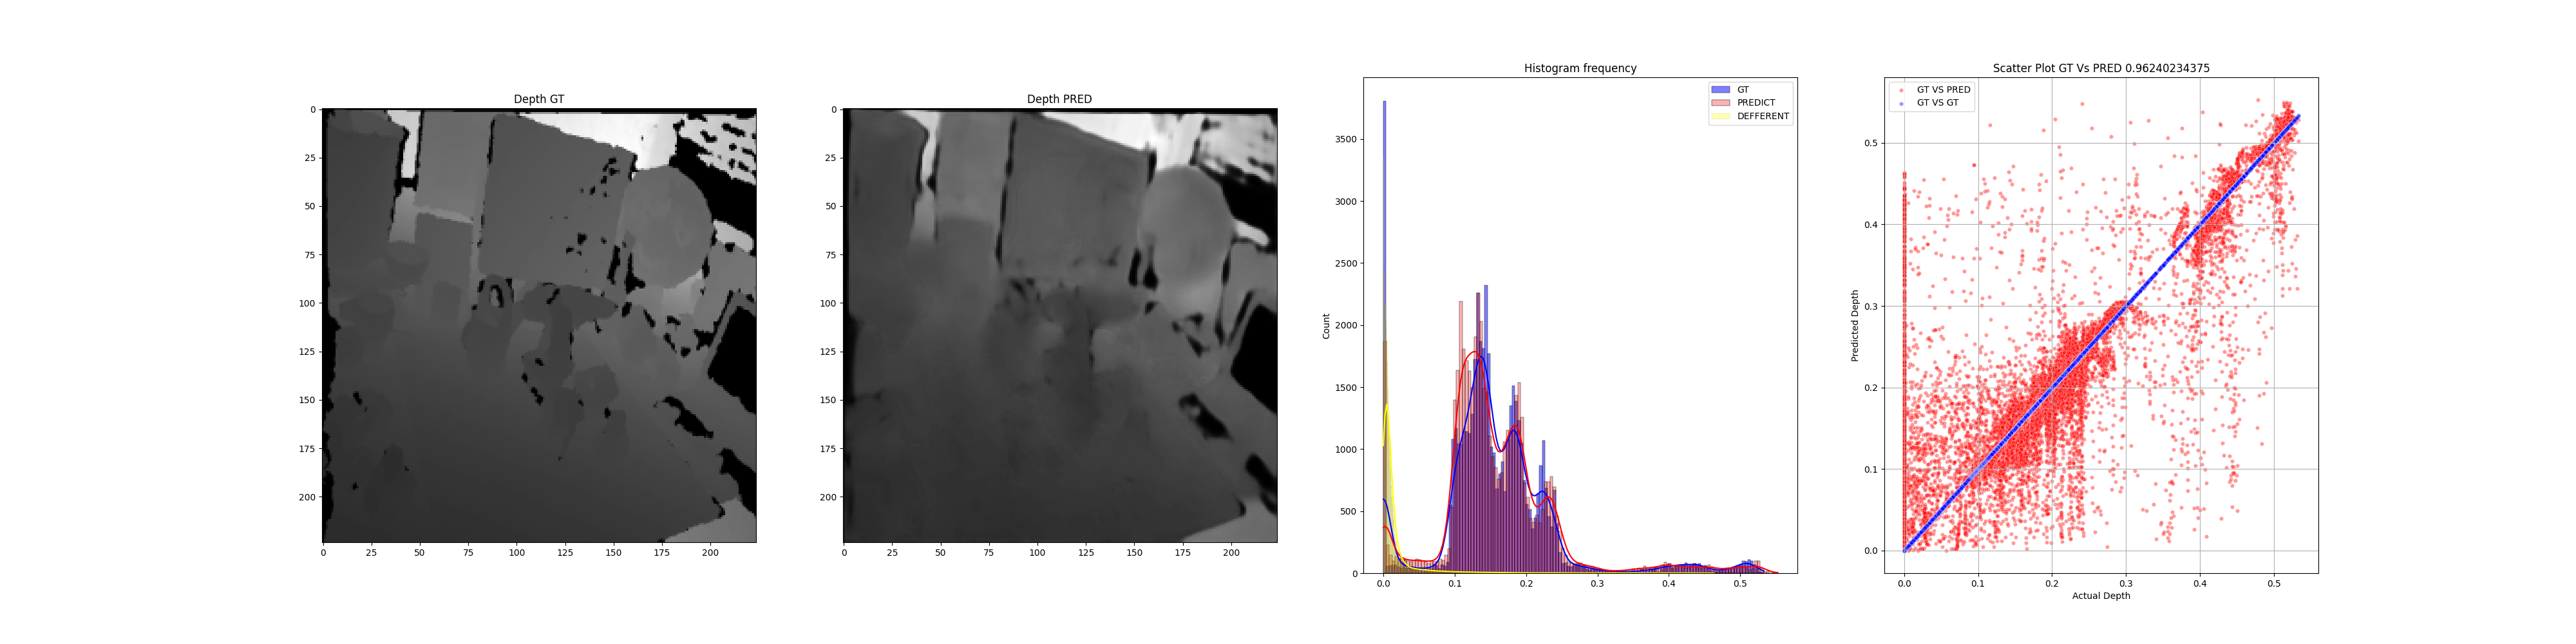 Depth GT
0
25
50
75
100
125
150
175
200
0 25 50 75 100 125 150 175 200
Depth PRED
0
25
50
75
100
125
150
175
200
0 25 50 75 100 125 150 175 200
Histogram frequency
GT
PREDICT
DEFFERENT
Count
3500
3000
2500
2000
1500
1000
500
0
0.0 0.1 0.2 0.3 0.4 0.5
Scatter Plot GT Vs PRED 0.96240234375
GT VS PRED
GT VS GT
Predicted Depth
0.5
0.4
0.3
0.2
0.1
0.0
0.0 0.1 0.2 0.3 0.4 0.5
Actual Depth